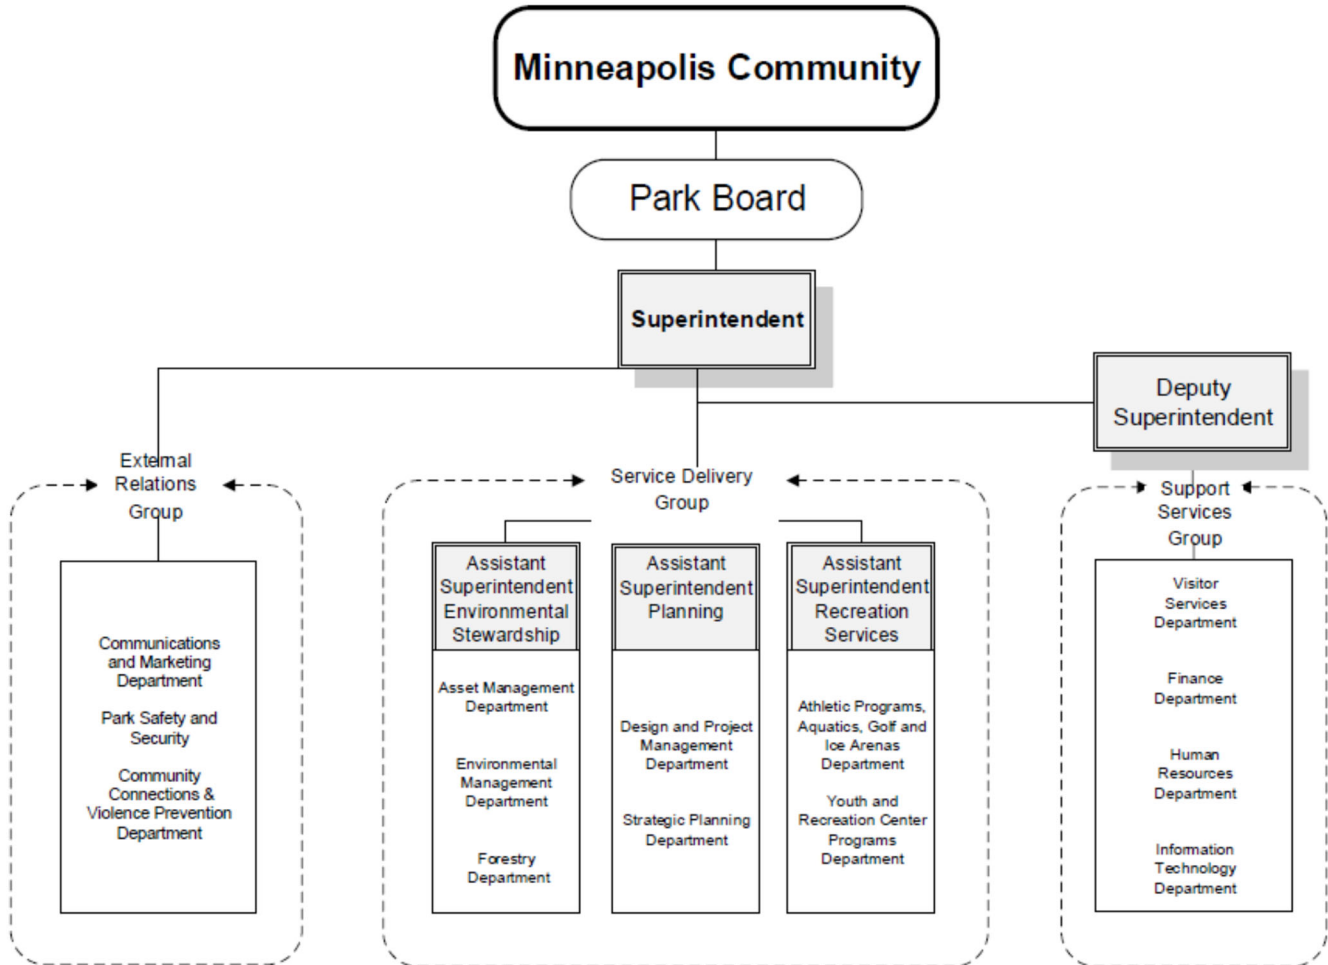 Minneapolis Community
Park Board
Superintendent
Deputy
Superintendent
External
Relations
Group
Communications
and Marketing
Department
Park Safety and
Security
Community
Connections &
Violence Prevention
Department
Service Delivery
Group
Assistant
Superintendent
Environmental
Stewardship
Asset Management
Department
Environmental
Management
Department
Forestry
Department
Assistant
Superintendent
Planning
Design and Project
Management
Department
Strategic Planning
Department
Assistant
Superintendent
Recreation
Services
Athletic Programs,
Aquatics, Golf and
Ice Arenas
Department
Youth and
Recreation Center
Programs
Department
Support
Services
Group
Visitor
Services
Department
Finance
Department
Human
Resources
Department
Information
Technology
Department